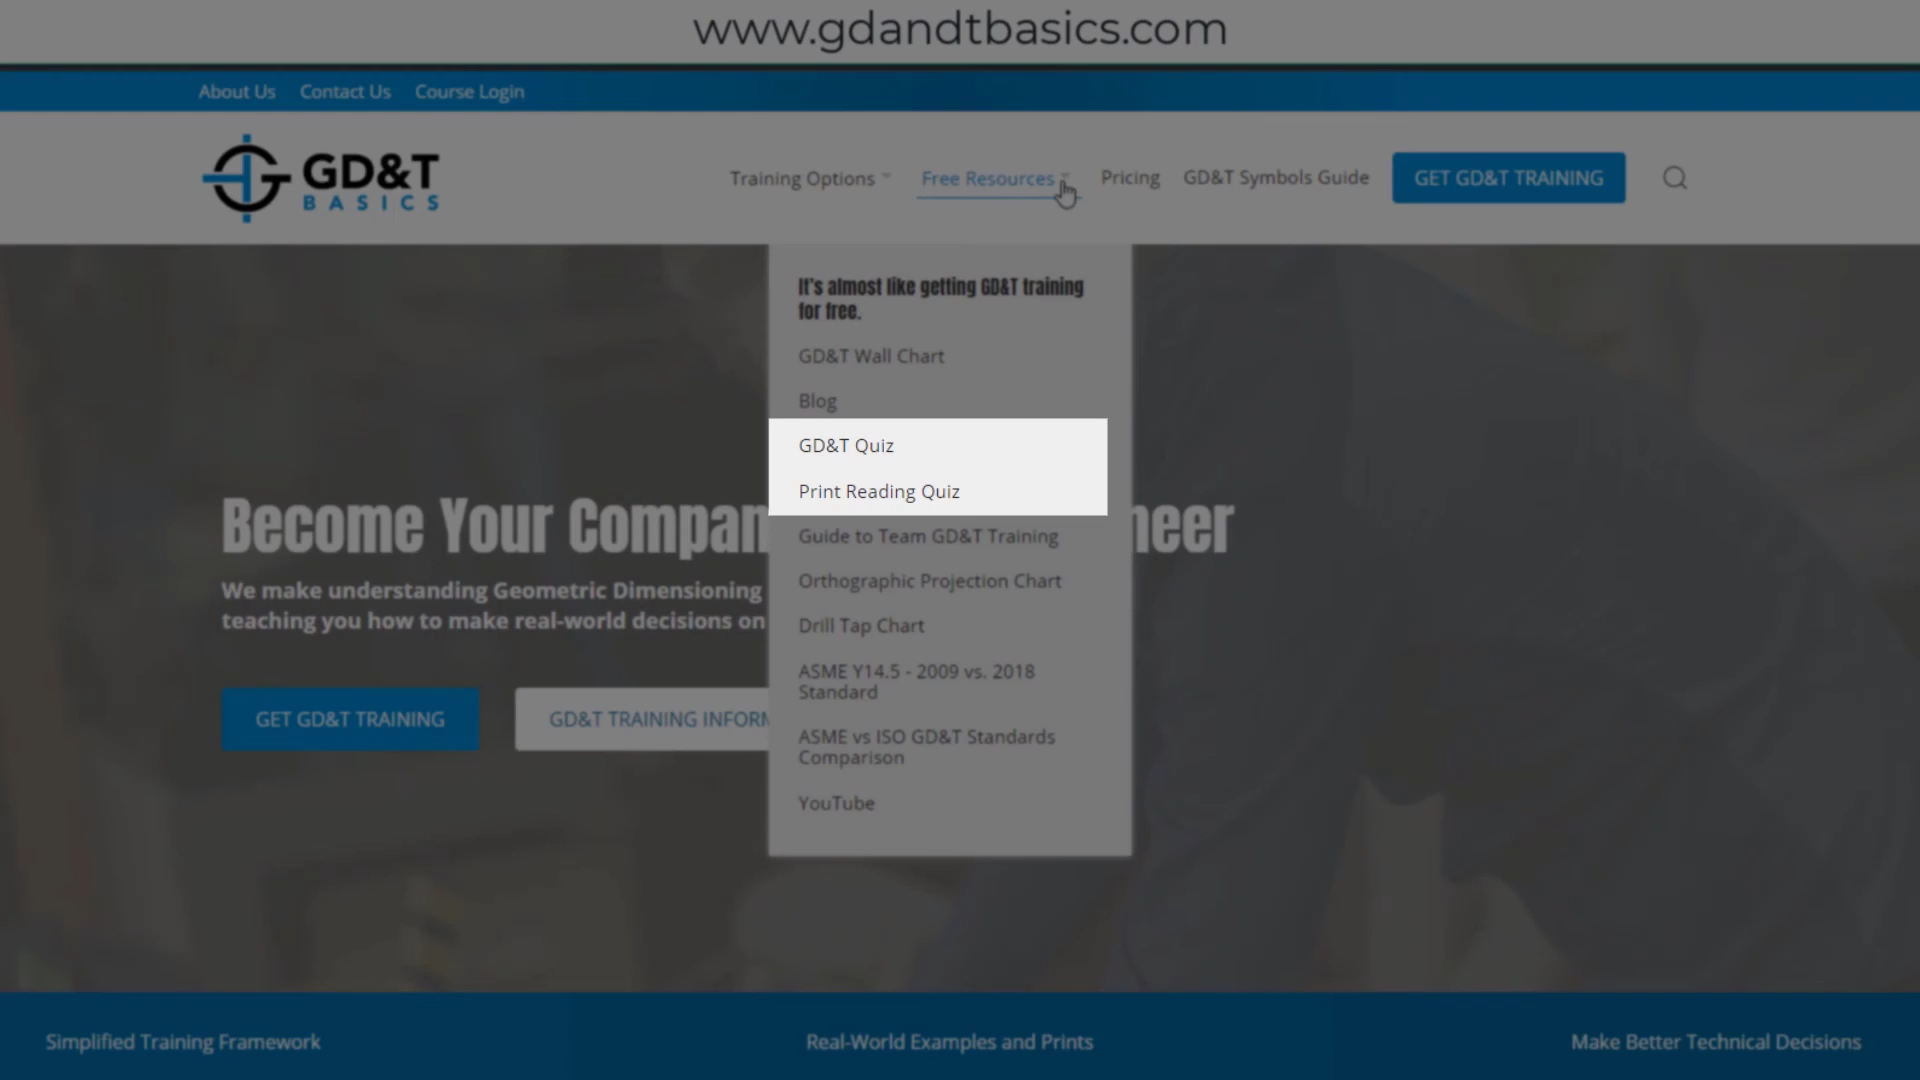 www.gdandtbasics.com
About Us Contact Us Course Login
GD&T
BASICS
Training Options Free Resources Pricing GD&T Symbols Guide GET GD&T TRAINING
It's almost like getting GD&T training
for free.
GD&T Wall Chart
Blog
GD&T Quiz
Print Reading Quiz
Guide to Team GD&T Training
Orthographic Projection Chart
Drill Tap Chart
ASME Y14.5 - 2009 vs. 2018
Standard
ASME vs ISO GD&T Standards
Comparison
YouTube
Become Your
We make understanding Geometric Dimensioning
teaching you how to make real-world decisions on
GET GD&T TRAINING
GD&T TRAINING
Simplified Training Framework
Real-World Examples and Prints
Make Better Technical Decisions